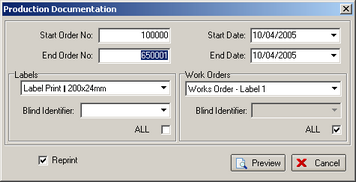 Production Documentation
Start Order No: 100000 Start Date: 10/04/2005
End Order No: 650001 End Date: 10/04/2005
Labels Work Orders
Label Print | 200x24mm Works Order - Label 1
Blind Identifier: Blind Identifier:
ALL ALL
Reprint Preview Cancel